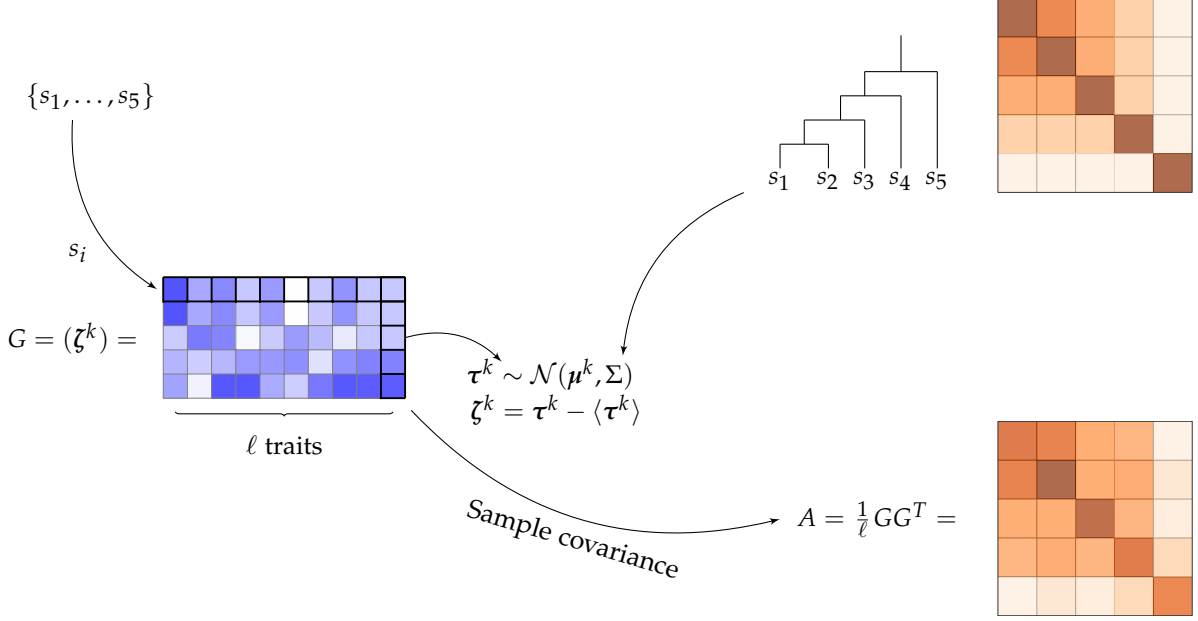 {s₁, . . . , s₅}
s₁ s₂ s₃ s₄ s₅
sᵢ
G = (ζᵏ) =
τᵏ ∼ 𝒩(μᵏ, Σ)
ζᵏ = τᵏ − ⟨τᵏ⟩
ℓ traits
Sample covariance
A = 1/ℓ GGᵀ =